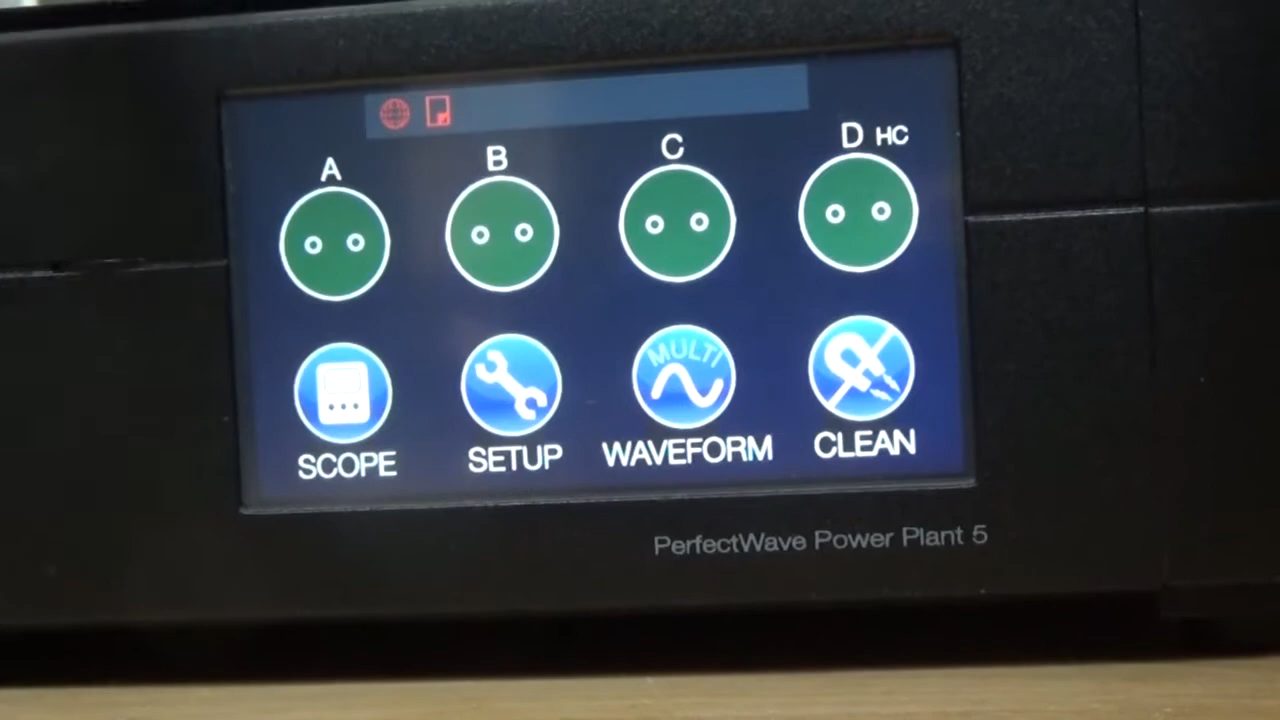 A
B
C
D HC
MULTI
SCOPE
SETUP
WAVEFORM
CLEAN
PerfectWave Power Plant 5